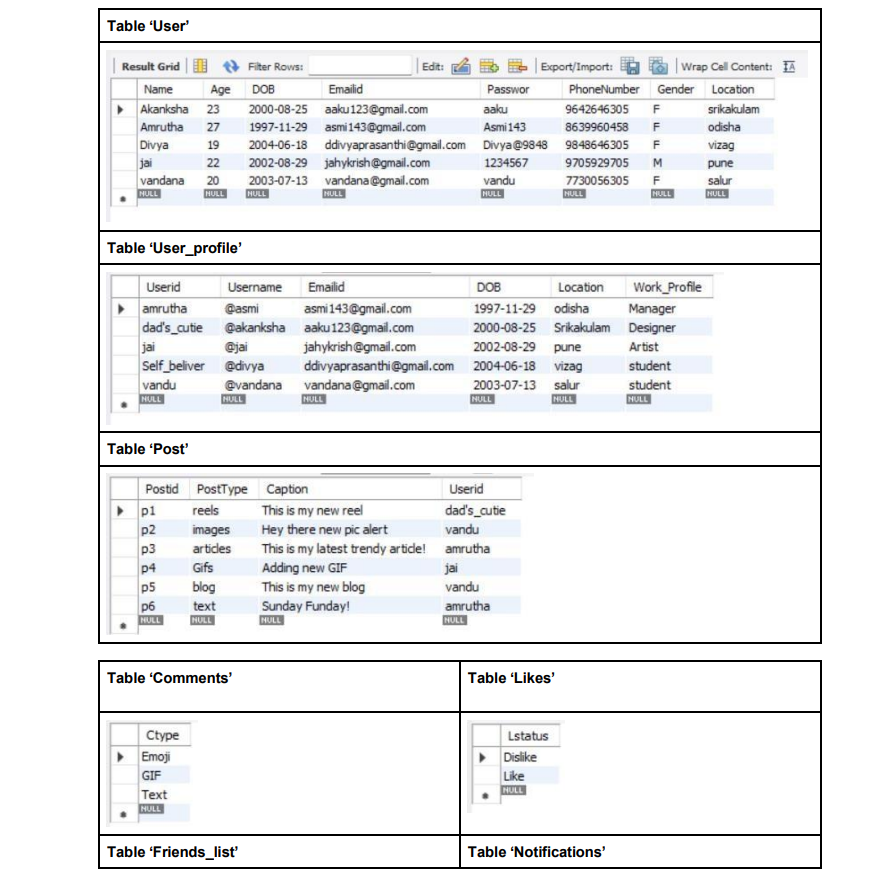 Table ‘User’
Result Grid Filter Rows: Edit: Export/Import: Wrap Cell Content:
Name Age DOB Emailid Passwor PhoneNumber Gender Location
Akanksha 23 2000-08-25 aaku123@gmail.com aaku 9642646305 F srikakulam
Amrutha 27 1997-11-29 asmi143@gmail.com Asmi143 8639960458 F odisha
Divya 19 2004-06-18 ddivyaprasanthi@gmail.com Divya@9848 9848646305 F vizag
jai 22 2002-08-29 jahykrish@gmail.com 1234567 9705929705 M pune
vandana 20 2003-07-13 vandana@gmail.com vandu 7730056305 F salur
NULL NULL NULL NULL NULL NULL NULL NULL
Table ‘User_profile’
Userid Username Emailid DOB Location Work_Profile
amrutha @asmi asmi143@gmail.com 1997-11-29 odisha Manager
dad's_cutie @akanksha aaku123@gmail.com 2000-08-25 Srikakulam Designer
jai @jai jahykrish@gmail.com 2002-08-29 pune Artist
Self_beliver @divya ddivyaprasanthi@gmail.com 2004-06-18 vizag student
vandu @vandana vandana@gmail.com 2003-07-13 salur student
NULL NULL NULL NULL NULL NULL
Table ‘Post’
Postid PostType Caption Userid
p1 reels This is my new reel dad's_cutie
p2 images Hey there new pic alert vandu
p3 articles This is my latest trendy article! amrutha
p4 Gifs Adding new GIF jai
p5 blog This is my new blog vandu
p6 text Sunday Funday! amrutha
NULL NULL NULL NULL
Table ‘Comments’ Table ‘Likes’
Ctype
Emoji
GIF
Text
NULL
Lstatus
Dislike
Like
NULL
Table ‘Friends_list’ Table ‘Notifications’